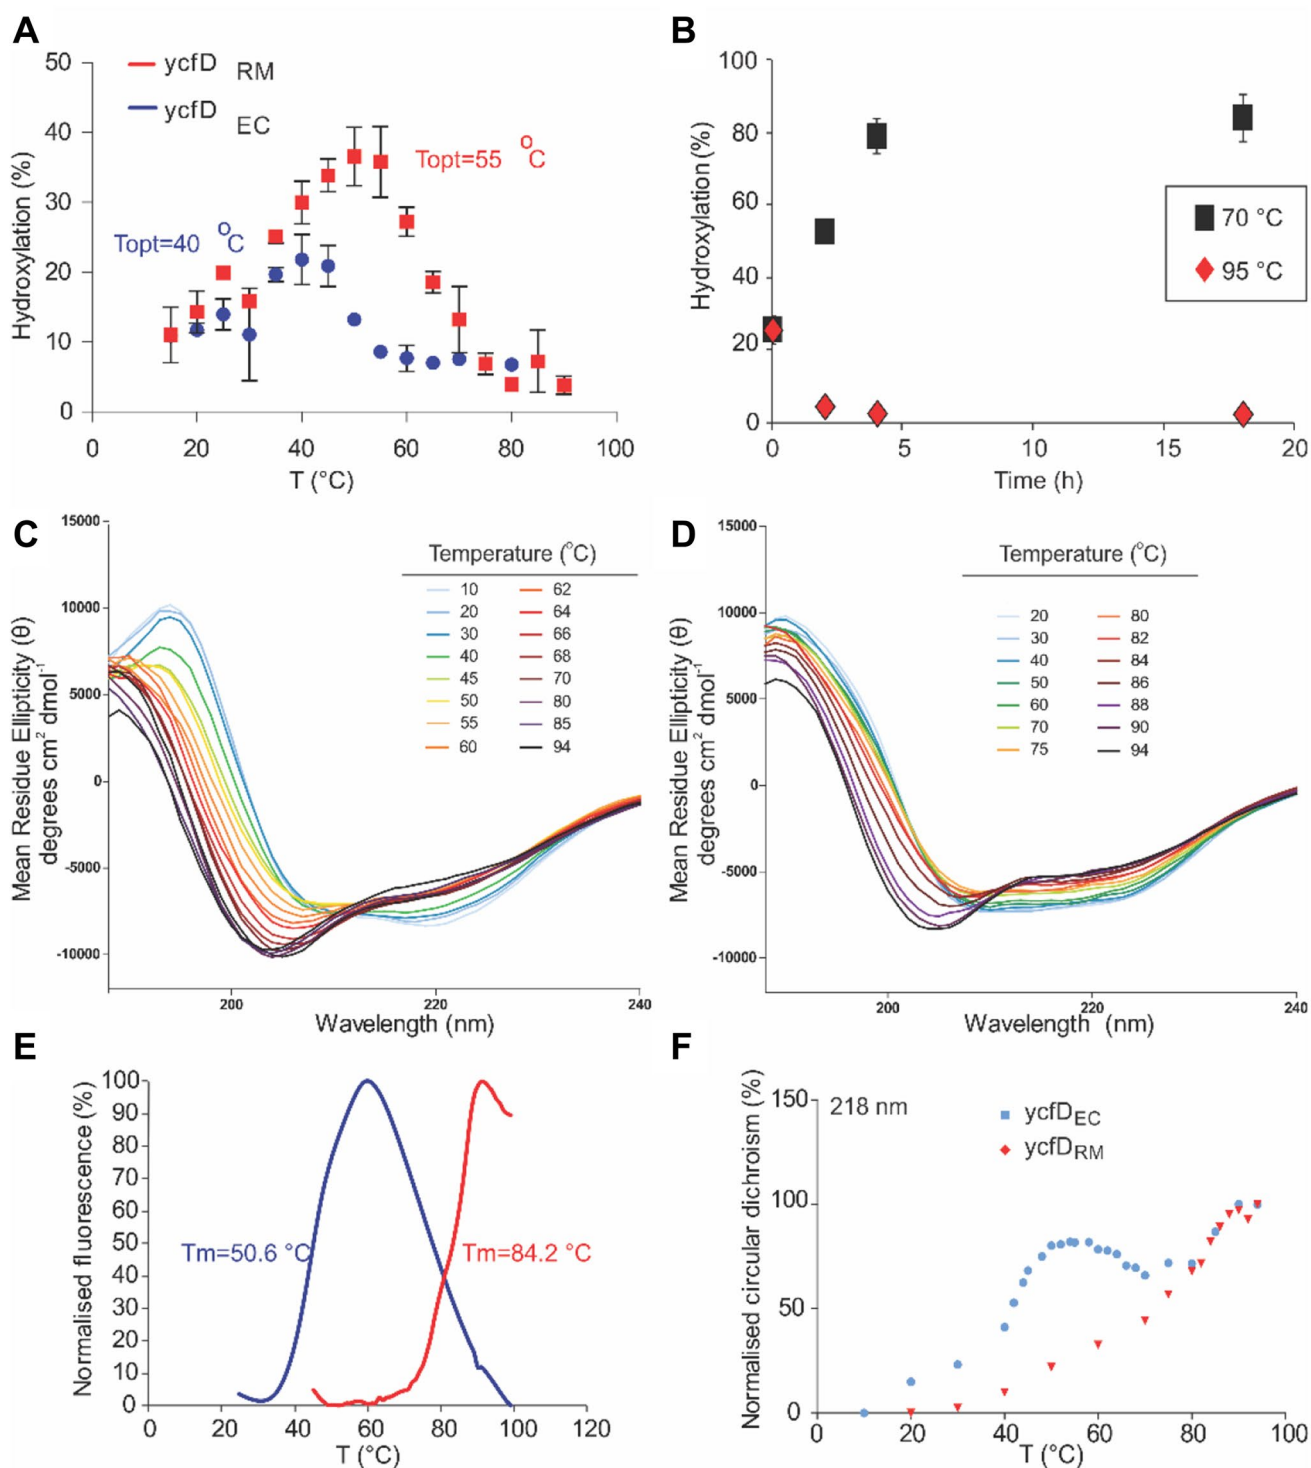 A
50
40
30
20
10
0
Hydroxylation (%)
ycfD RM
ycfD EC
Topt=55 °C
Topt=40 °C
0 20 40 60 80 100
T (°C)
B
100
80
60
40
20
0
Hydroxylation (%)
70 °C
95 °C
0 5 10 15 20
Time (h)
C
15000
10000
5000
0
-5000
-10000
Mean Residue Ellipticity (θ)
degrees cm² dmol⁻¹
Temperature (°C)
10 62
20 64
30 66
40 68
45 70
50 80
55 85
60 94
200 220 240
Wavelength (nm)
D
15000
10000
5000
0
-5000
-10000
Mean Residue Ellipticity (θ)
degrees cm² dmol⁻¹
Temperature (°C)
20 80
30 82
40 84
50 86
60 88
70 90
75 94
200 220 240
Wavelength (nm)
E
100
90
80
70
60
50
40
30
20
10
0
Normalised fluorescence (%)
Tm=50.6 °C
Tm=84.2 °C
0 20 40 60 80 100 120
T (°C)
F
150
100
50
0
Normalised circular dichroism (%)
218 nm
ycfD EC
ycfD RM
0 20 40 60 80 100
T (°C)